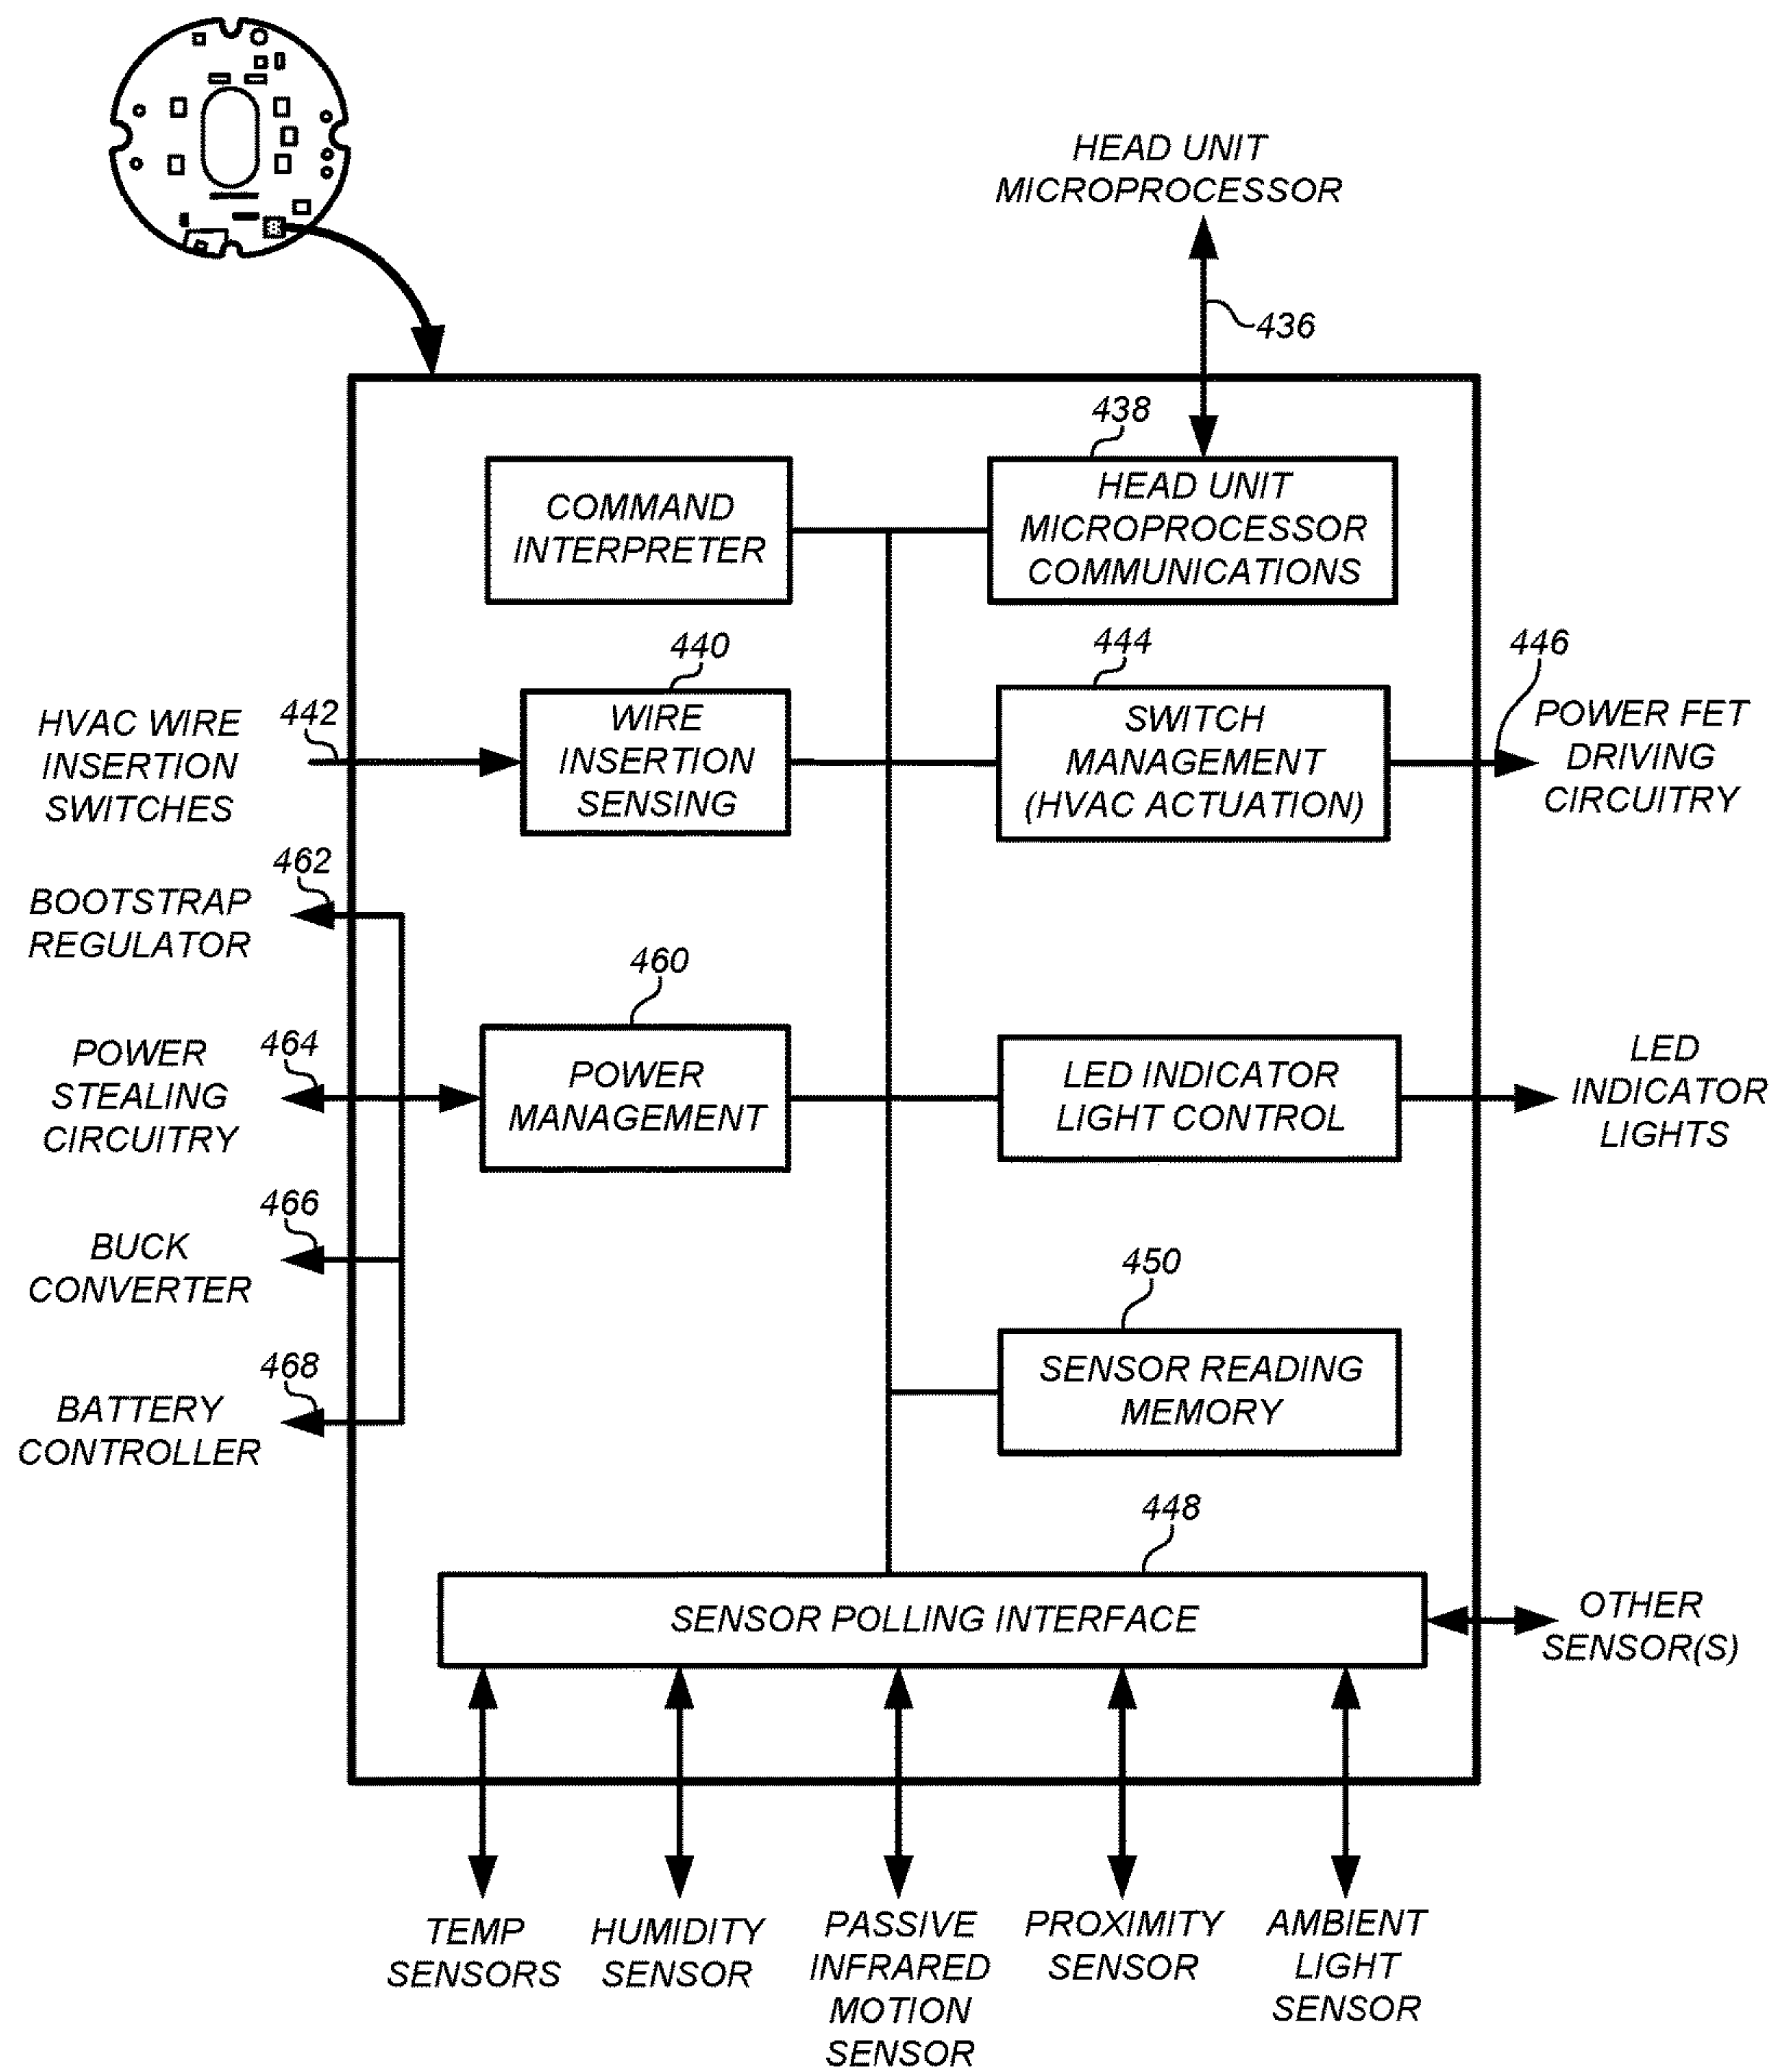 HEAD UNIT
MICROPROCESSOR
436
438
COMMAND
INTERPRETER
HEAD UNIT
MICROPROCESSOR
COMMUNICATIONS
440
444
446
HVAC WIRE
INSERTION
SWITCHES
442
WIRE
INSERTION
SENSING
SWITCH
MANAGEMENT
(HVAC ACTUATION)
POWER FET
DRIVING
CIRCUITRY
462
BOOTSTRAP
REGULATOR
460
POWER
STEALING
CIRCUITRY
464
POWER
MANAGEMENT
LED INDICATOR
LIGHT CONTROL
LED
INDICATOR
LIGHTS
466
BUCK
CONVERTER
450
468
BATTERY
CONTROLLER
SENSOR READING
MEMORY
448
SENSOR POLLING INTERFACE
OTHER
SENSOR(S)
TEMP
SENSORS
HUMIDITY
SENSOR
PASSIVE
INFRARED
MOTION
SENSOR
PROXIMITY
SENSOR
AMBIENT
LIGHT
SENSOR